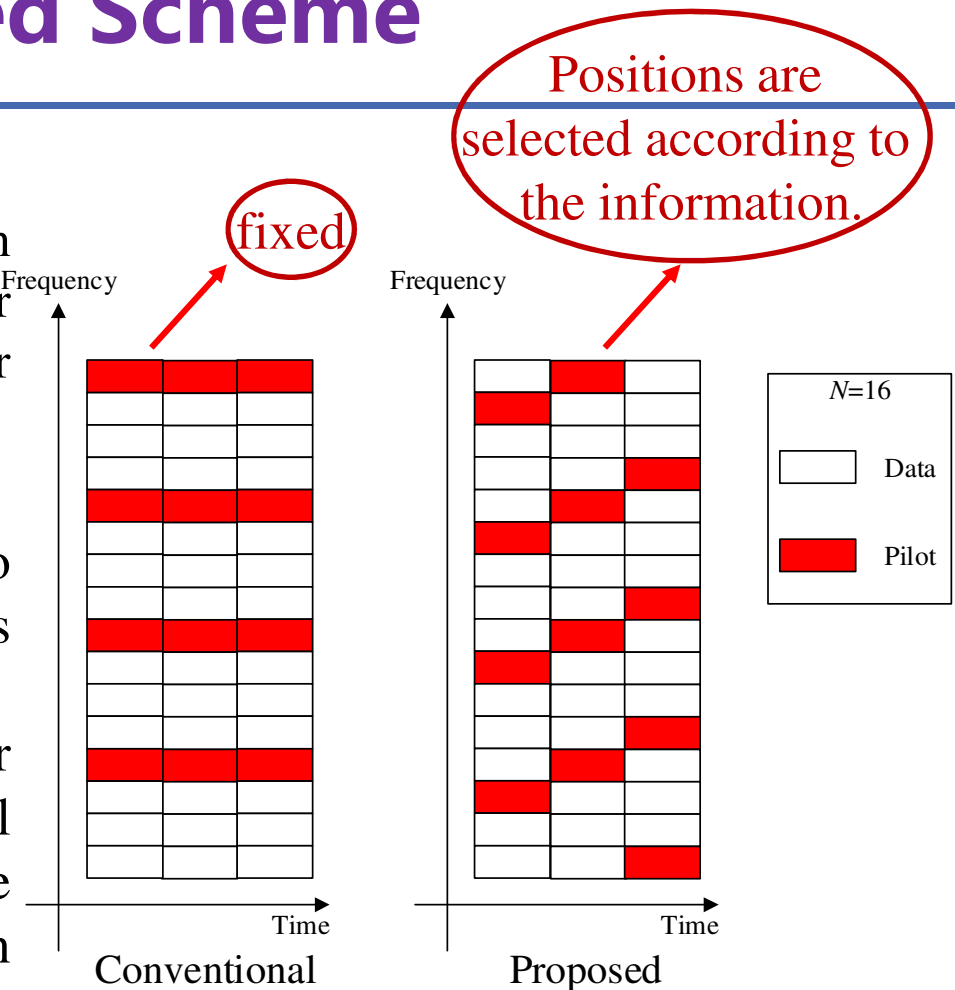 ed Scheme
Positions are
selected according to
the information.
fixed
n
r
r
o
s
r
l
e
n
Frequency
Time
Conventional
Frequency
Time
Proposed
N=16
Data
Pilot